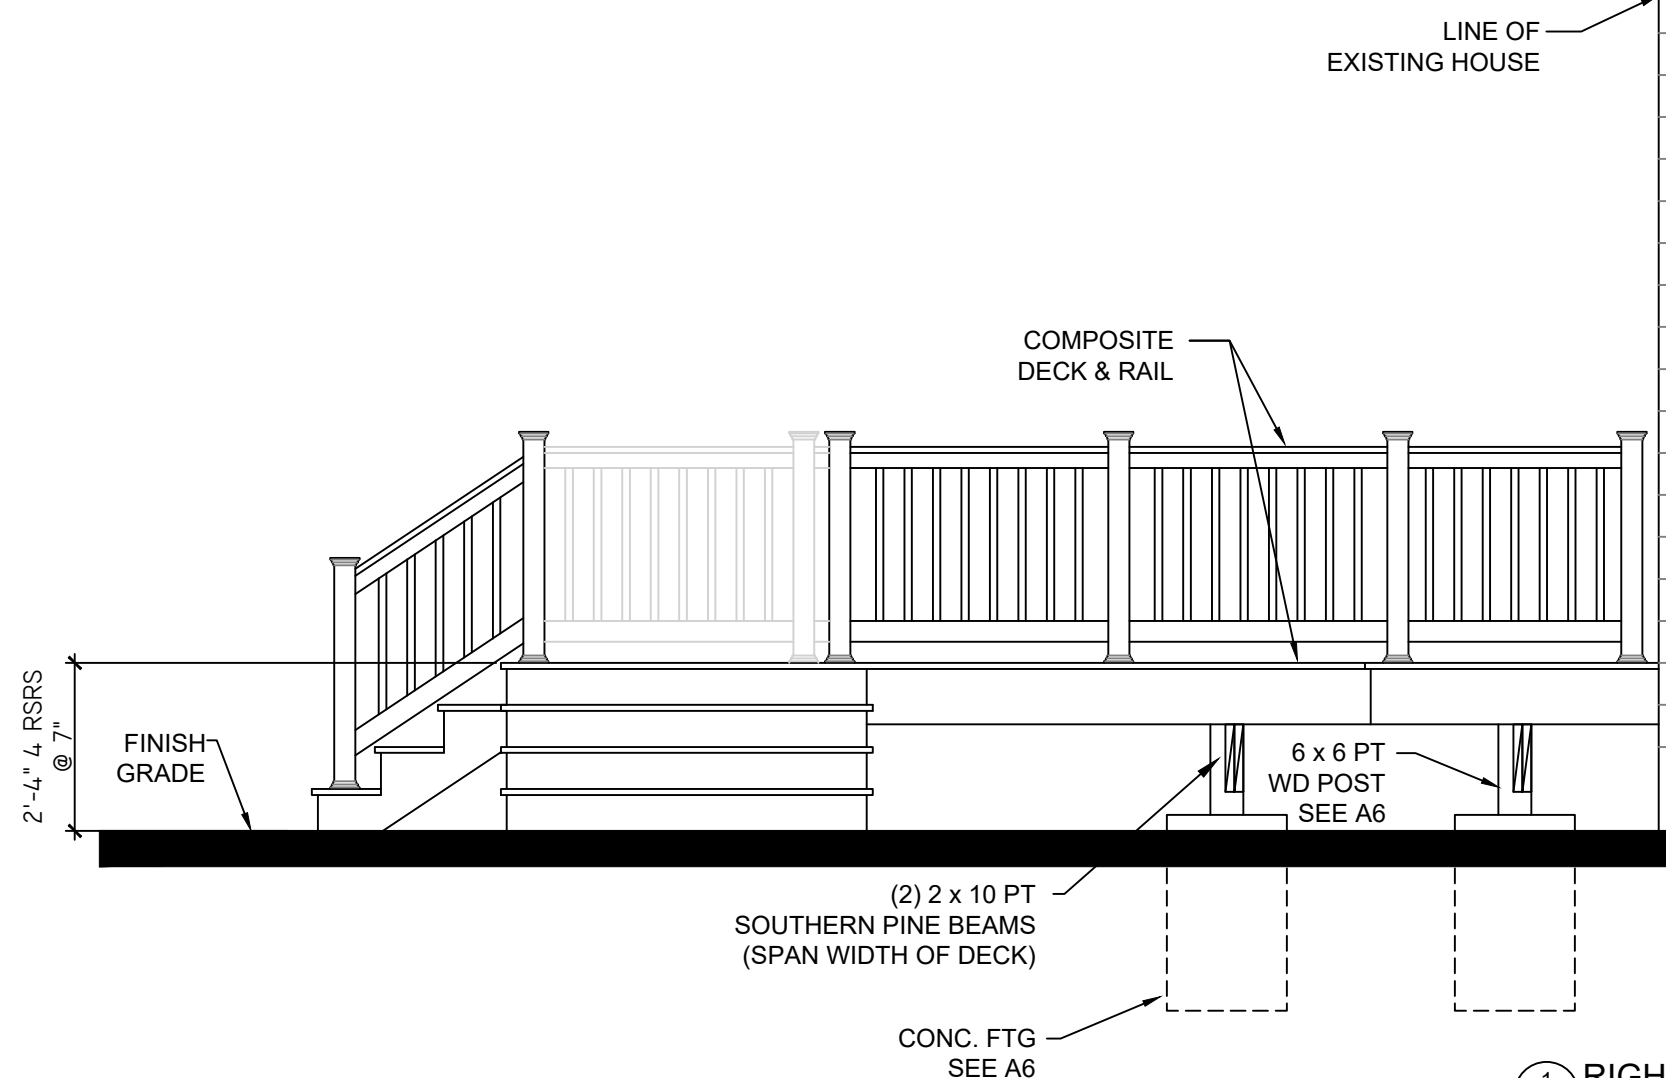 LINE OF
EXISTING HOUSE
COMPOSITE
DECK & RAIL
2'-4" 4 RSRS
@ 7"
FINISH
GRADE
6 x 6 PT
WD POST
SEE A6
(2) 2 x 10 PT
SOUTHERN PINE BEAMS
(SPAN WIDTH OF DECK)
CONC. FTG
SEE A6
1
RIGH